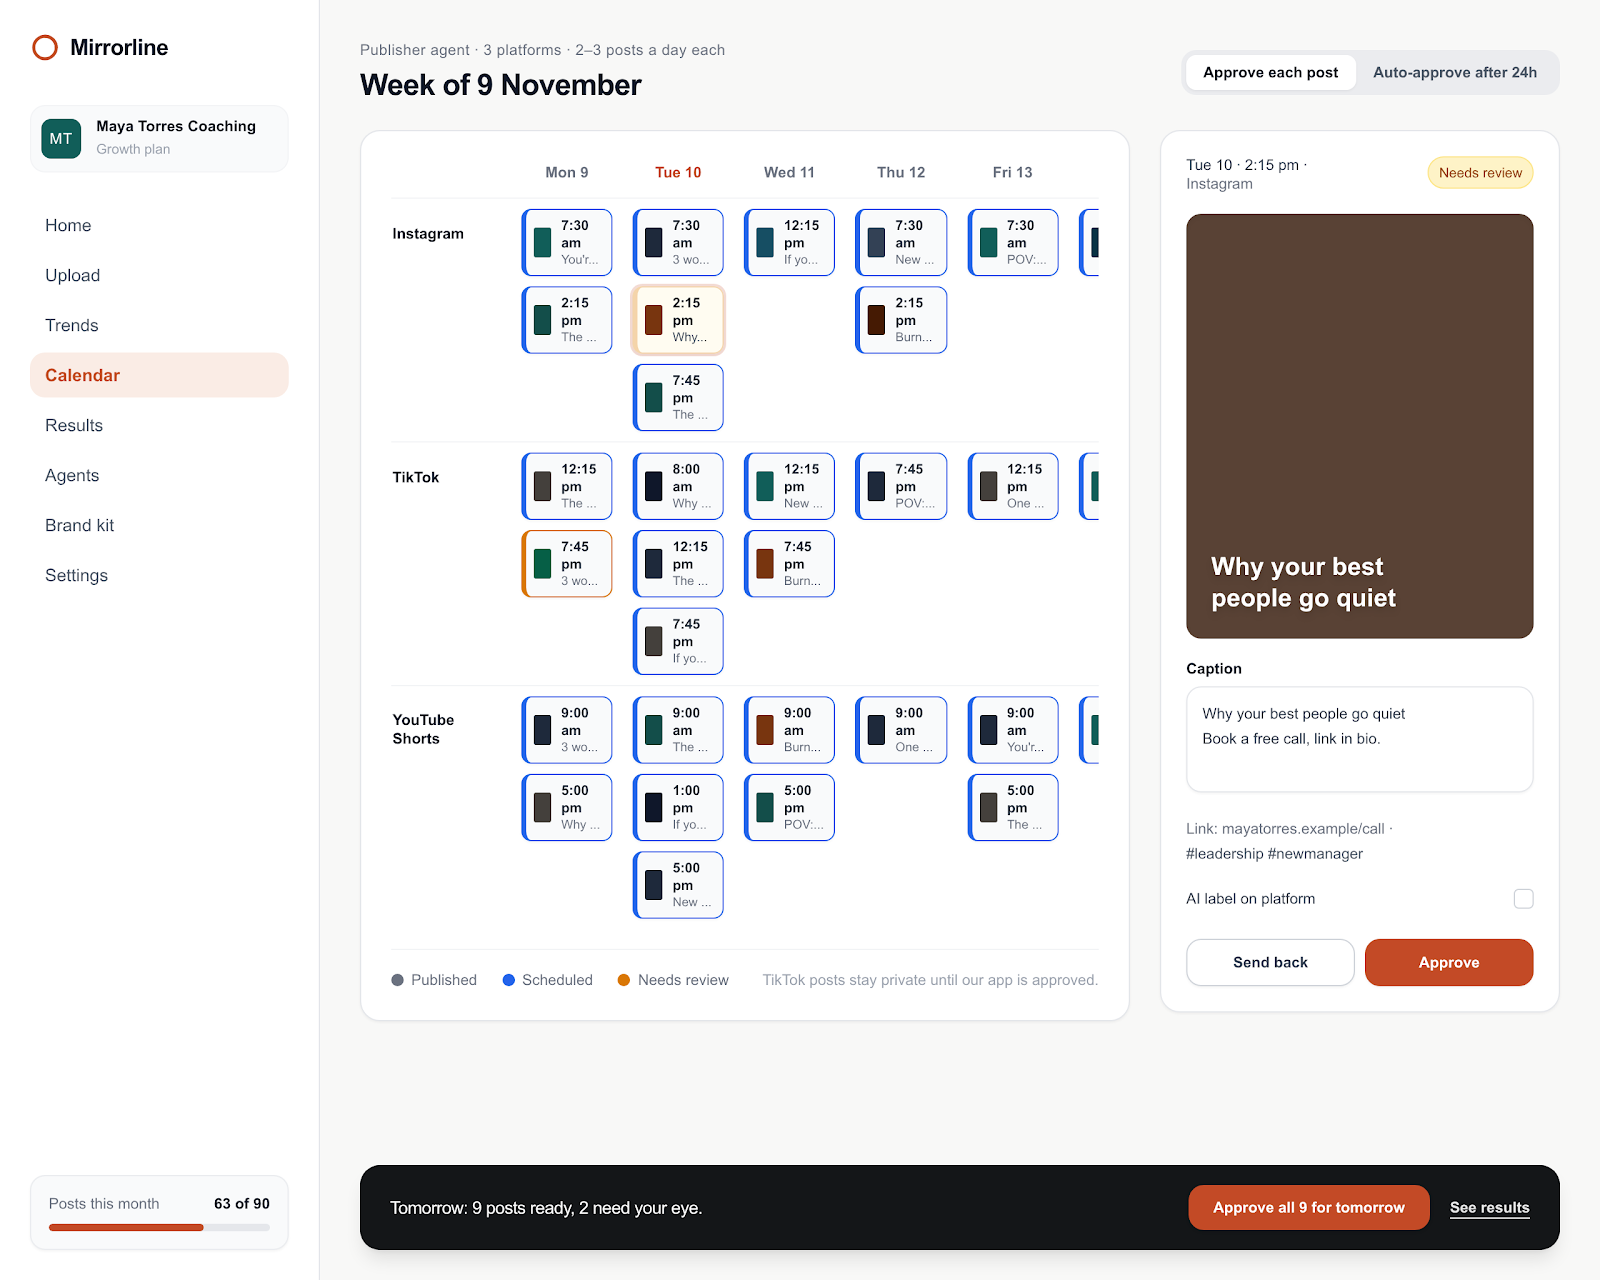 Mirrorline
MT
Maya Torres Coaching
Growth plan
Home
Upload
Trends
Calendar
Results
Agents
Brand kit
Settings
Posts this month
63 of 90
Publisher agent · 3 platforms · 2–3 posts a day each
Week of 9 November
Approve each post
Auto-approve after 24h
Mon 9
Tue 10
Wed 11
Thu 12
Fri 13
Instagram
7:30
am
You'r...
7:30
am
3 wo...
12:15
pm
If yo...
7:30
am
New ...
7:30
am
POV:...
2:15
pm
The ...
2:15
pm
Why...
2:15
pm
Burn...
7:45
pm
The ...
TikTok
12:15
pm
The ...
8:00
am
Why ...
12:15
pm
New ...
7:45
pm
POV:...
12:15
pm
One ...
7:45
pm
3 wo...
12:15
pm
The ...
7:45
pm
Burn...
7:45
pm
If yo...
YouTube
Shorts
9:00
am
3 wo...
9:00
am
The ...
9:00
am
Burn...
9:00
am
One ...
9:00
am
You'r...
5:00
pm
Why ...
1:00
pm
If yo...
5:00
pm
POV:...
5:00
pm
The ...
5:00
pm
New ...
Published
Scheduled
Needs review
TikTok posts stay private until our app is approved.
Tue 10 · 2:15 pm ·
Instagram
Needs review
Why your best
people go quiet
Caption
Why your best people go quiet
Book a free call, link in bio.
Link: mayatorres.example/call ·
#leadership #newmanager
AI label on platform
Send back
Approve
Tomorrow: 9 posts ready, 2 need your eye.
Approve all 9 for tomorrow
See results